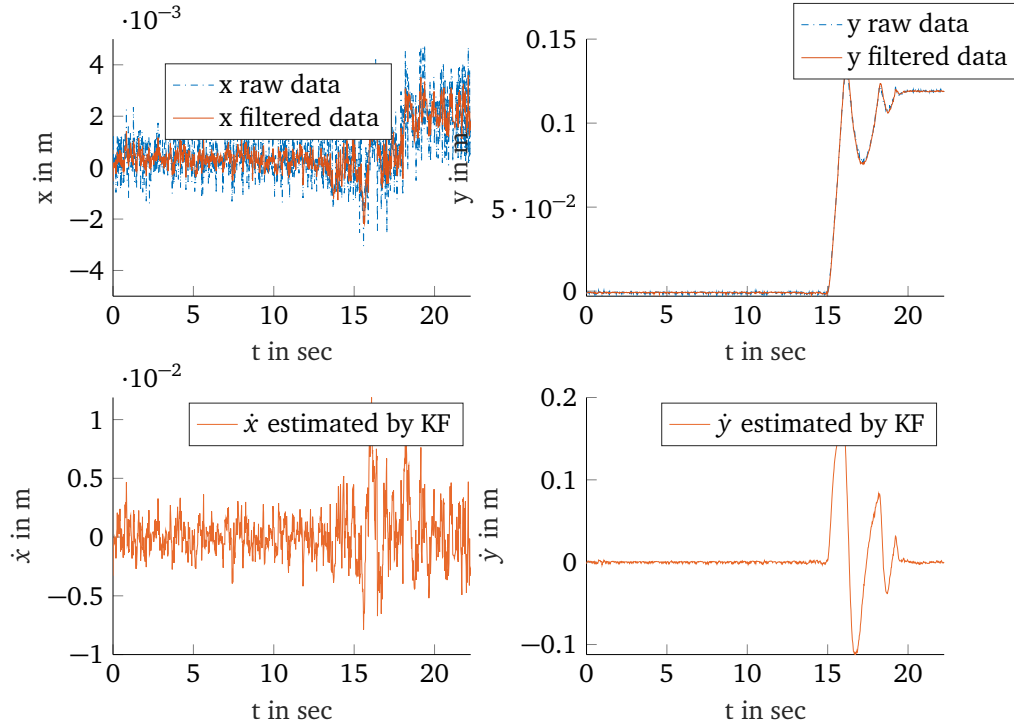 ·10⁻³
4
2
0
−2
−4
x in m
x raw data
x filtered data
0 5 10 15 20
t in sec
0.15
0.1
5 · 10⁻²
0
y in m
y raw data
y filtered data
0 5 10 15 20
t in sec
·10⁻²
1
0.5
0
−0.5
−1
ẋ in m
ẋ estimated by KF
0 5 10 15 20
t in sec
0.2
0.1
0
−0.1
ẏ in m
ẏ estimated by KF
0 5 10 15 20
t in sec